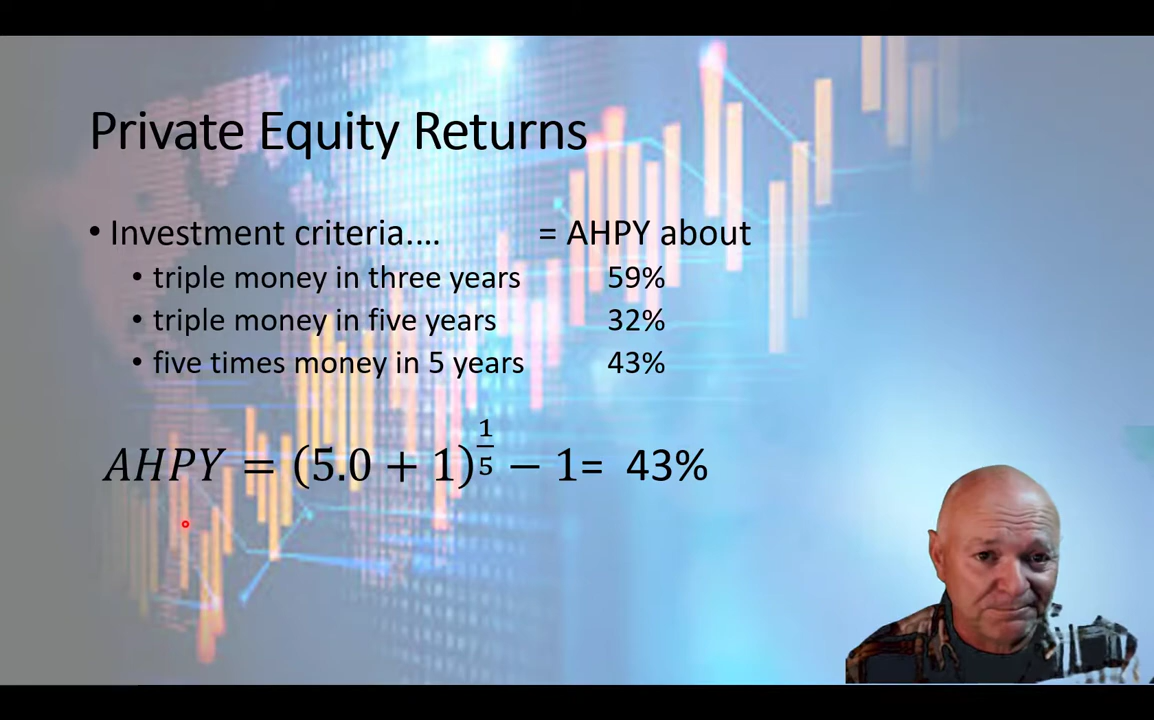 Private Equity Returns
• Investment criteria.... = AHPY about
• triple money in three years 59%
• triple money in five years 32%
• five times money in 5 years 43%
AHPY = (5.0 + 1)^(1/5) − 1= 43%